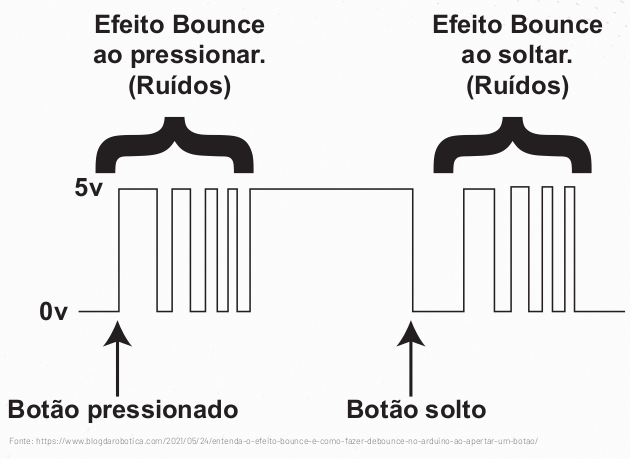 Efeito Bounce
ao pressionar.
(Ruídos)
Efeito Bounce
ao soltar.
(Ruídos)
5v
0v
Botão pressionado
Botão solto
Fonte: https://www.blogdarobotica.com/2021/05/24/entenda-o-efeito-bounce-e-como-fazer-debounce-no-arduino-ao-apertar-um-botao/